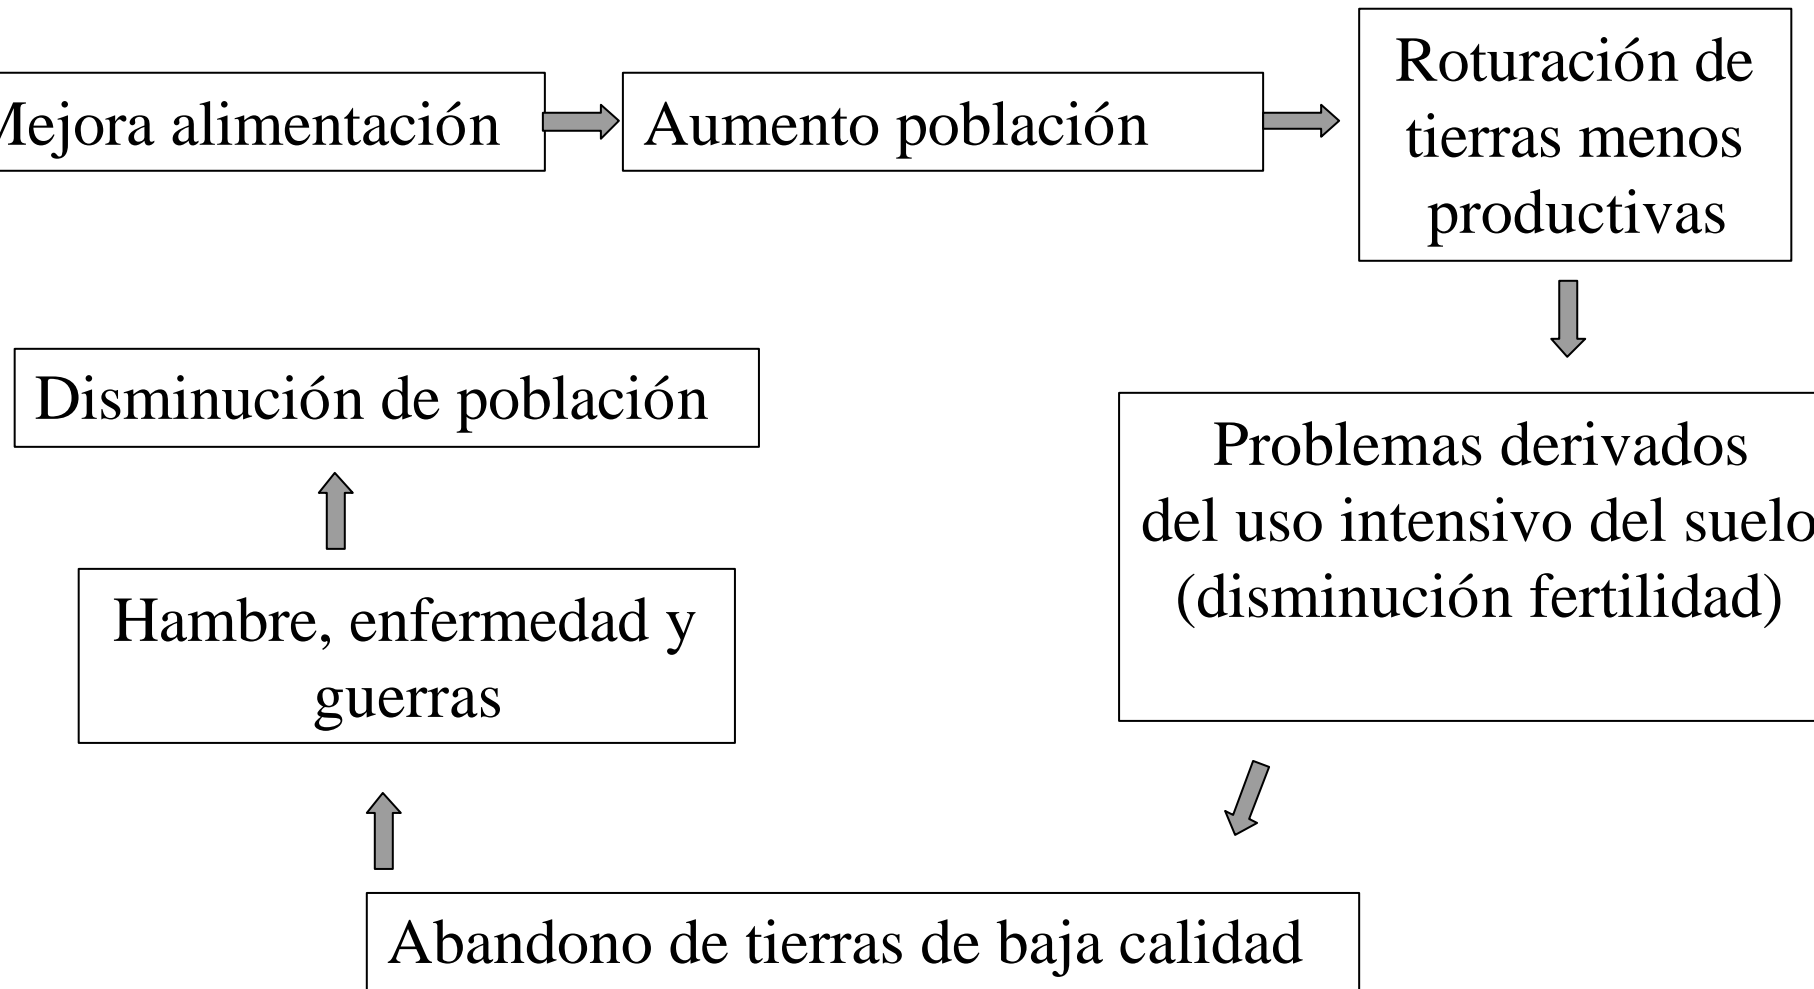 Mejora alimentación
Aumento población
Roturación de
tierras menos
productivas
Problemas derivados
del uso intensivo del suelo
(disminución fertilidad)
Abandono de tierras de baja calidad
Hambre, enfermedad y
guerras
Disminución de población